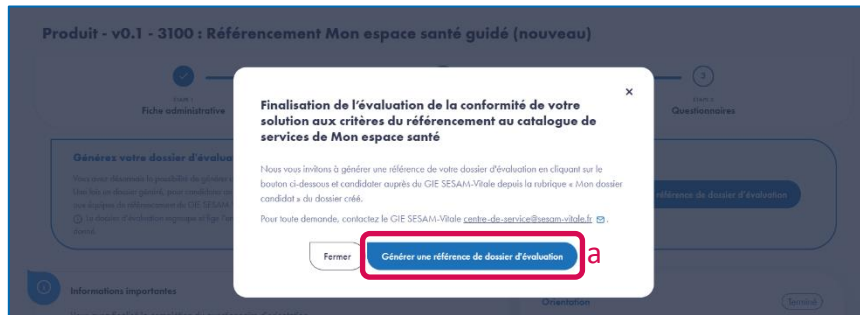 Produit - v0.1 - 3100 : Référencement Mon espace santé guidé (nouveau)
3
Fiche administrative
Questionnaires
×
Finalisation de l'évaluation de la conformité de votre
solution aux critères du référencement au catalogue de
services de Mon espace santé
Nous vous invitons à générer une référence de votre dossier d'évaluation en cliquant sur le
bouton ci-dessous et candidater auprès du GIE SESAM-Vitale depuis la rubrique « Mon dossier
candidat » du dossier créé.
Pour toute demande, contactez le GIE SESAM-Vitale centre-de-service@sesam-vitale.fr.
Fermer
Générer une référence de dossier d'évaluation
a
Générez votre dossier d'évalua
référence de dossier d'évaluation
Informations importantes
Orientation
Terminé